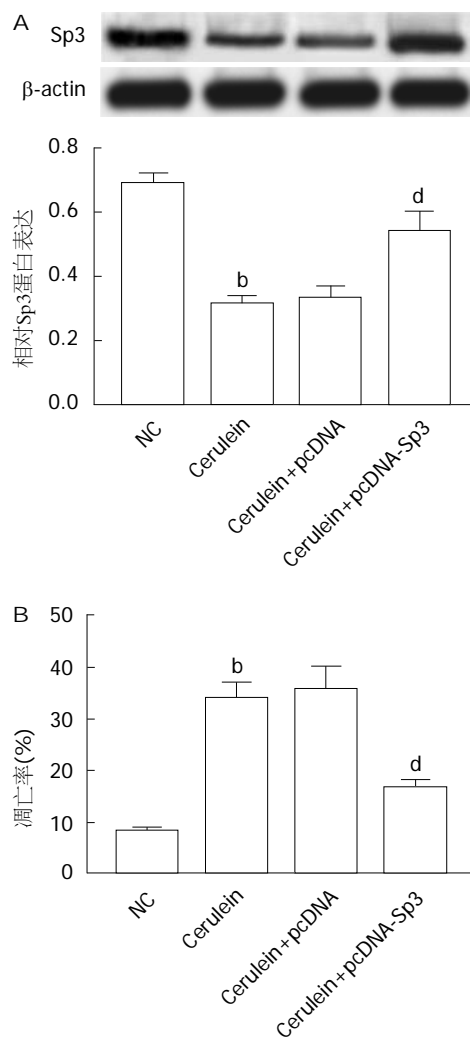 A
Sp3
β-actin
相对Sp3蛋白表达
0.8
0.6
0.4
0.2
0.0
b
d
NC
Cerulein
Cerulein+pcDNA
Cerulein+pcDNA-Sp3
B
凋亡率(%)
50
40
30
20
10
0
b
d
NC
Cerulein
Cerulein+pcDNA
Cerulein+pcDNA-Sp3